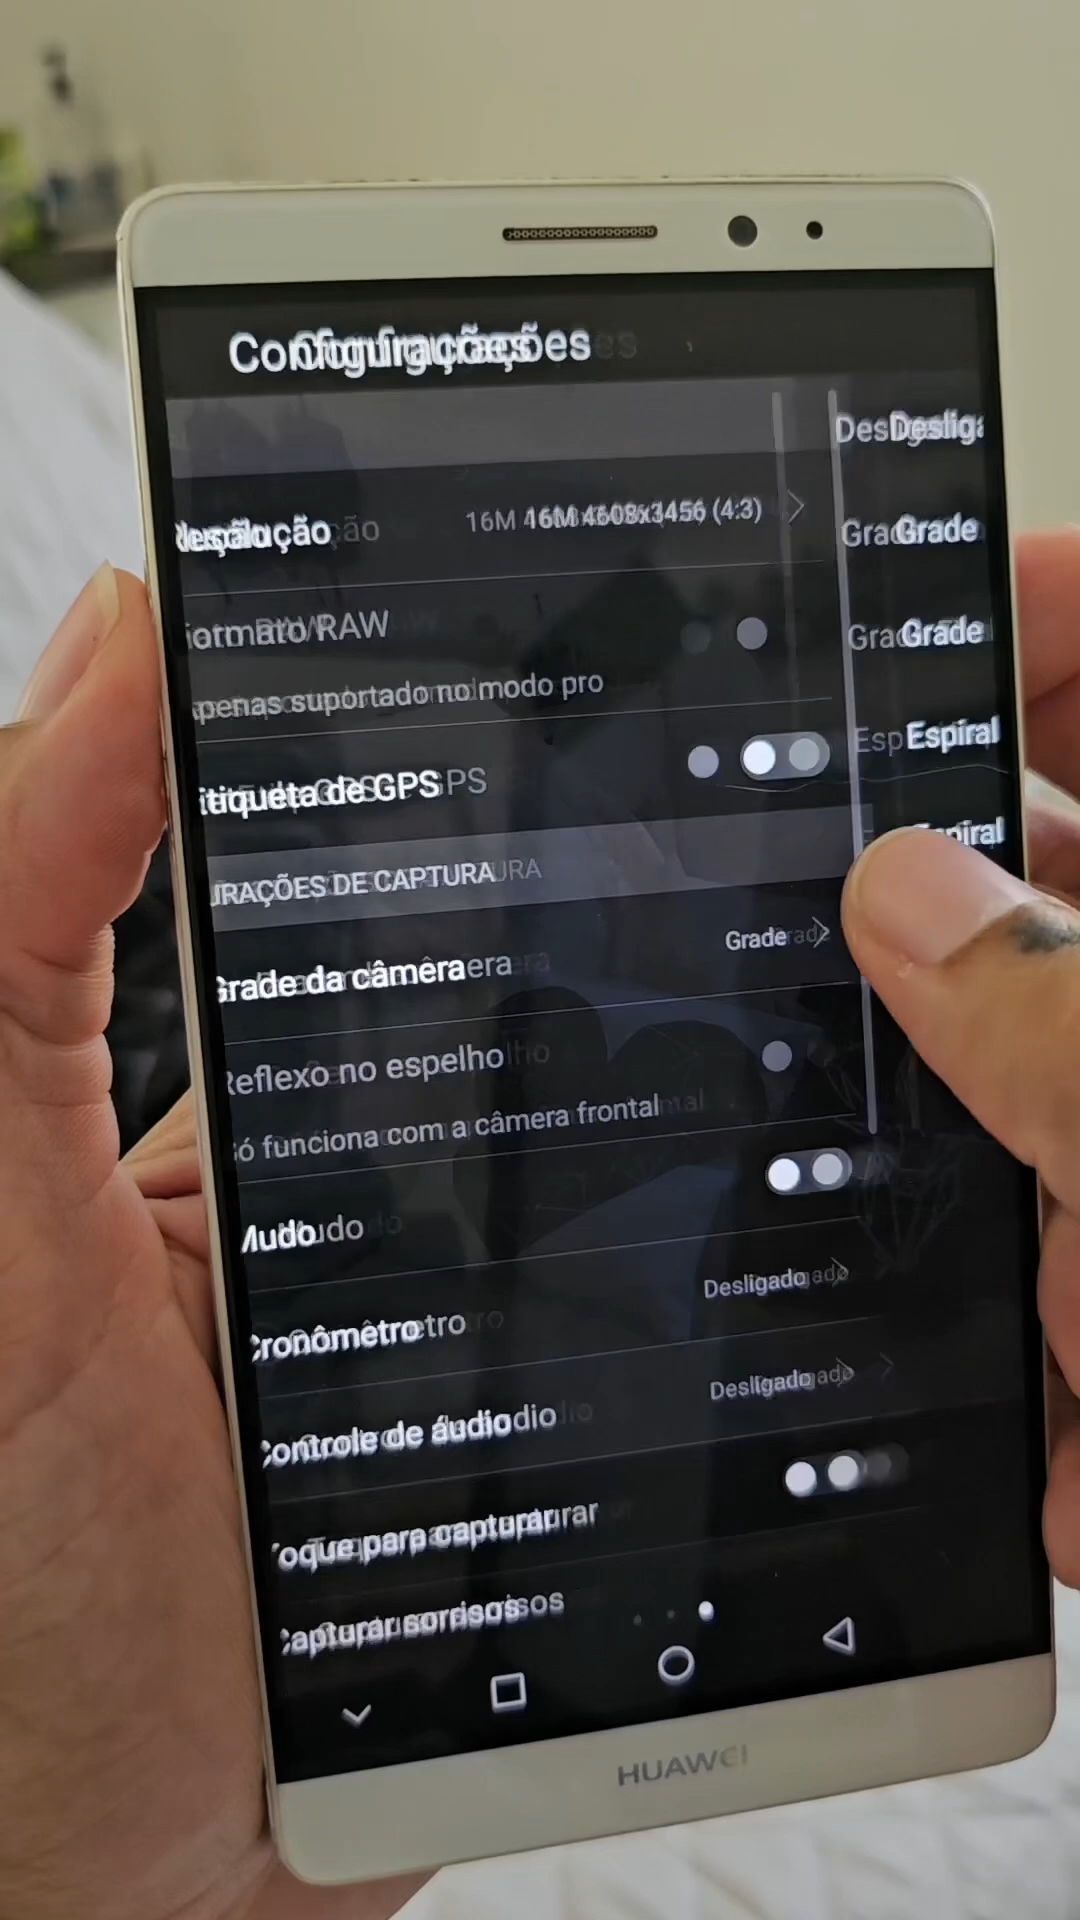 Configurações
Resolução 16M 4608x3456 (4:3)
Formato RAW
Apenas suportado no modo pro
Etiqueta de GPS
URAÇÕES DE CAPTURA
Grade da câmera Grade
Reflexo no espelho
Só funciona com a câmera frontal
Mudo
Cronômetro Desligado
Controle de áudio Desligado
Toque para capturar
Capturar sorrisos
Desliga
Grade
Grade
Espiral
Espiral
HUAWEI